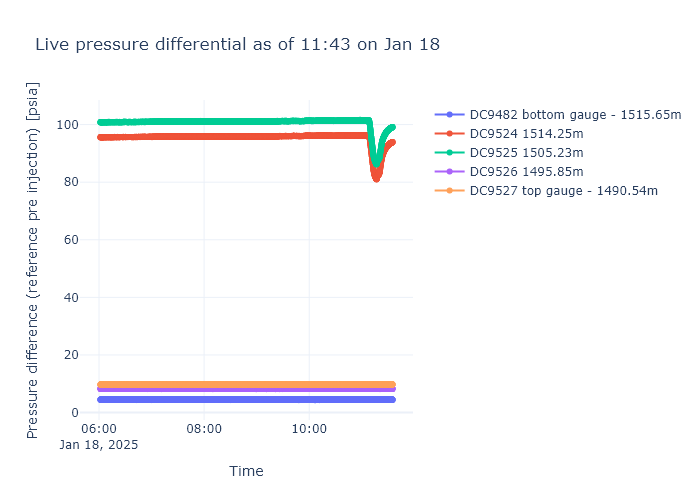 Live pressure differential as of 11:43 on Jan 18
Pressure difference (reference pre injection) [psia]
100
80
60
40
20
0
06:00
Jan 18, 2025
08:00
10:00
Time
DC9482 bottom gauge - 1515.65m
DC9524 1514.25m
DC9525 1505.23m
DC9526 1495.85m
DC9527 top gauge - 1490.54m